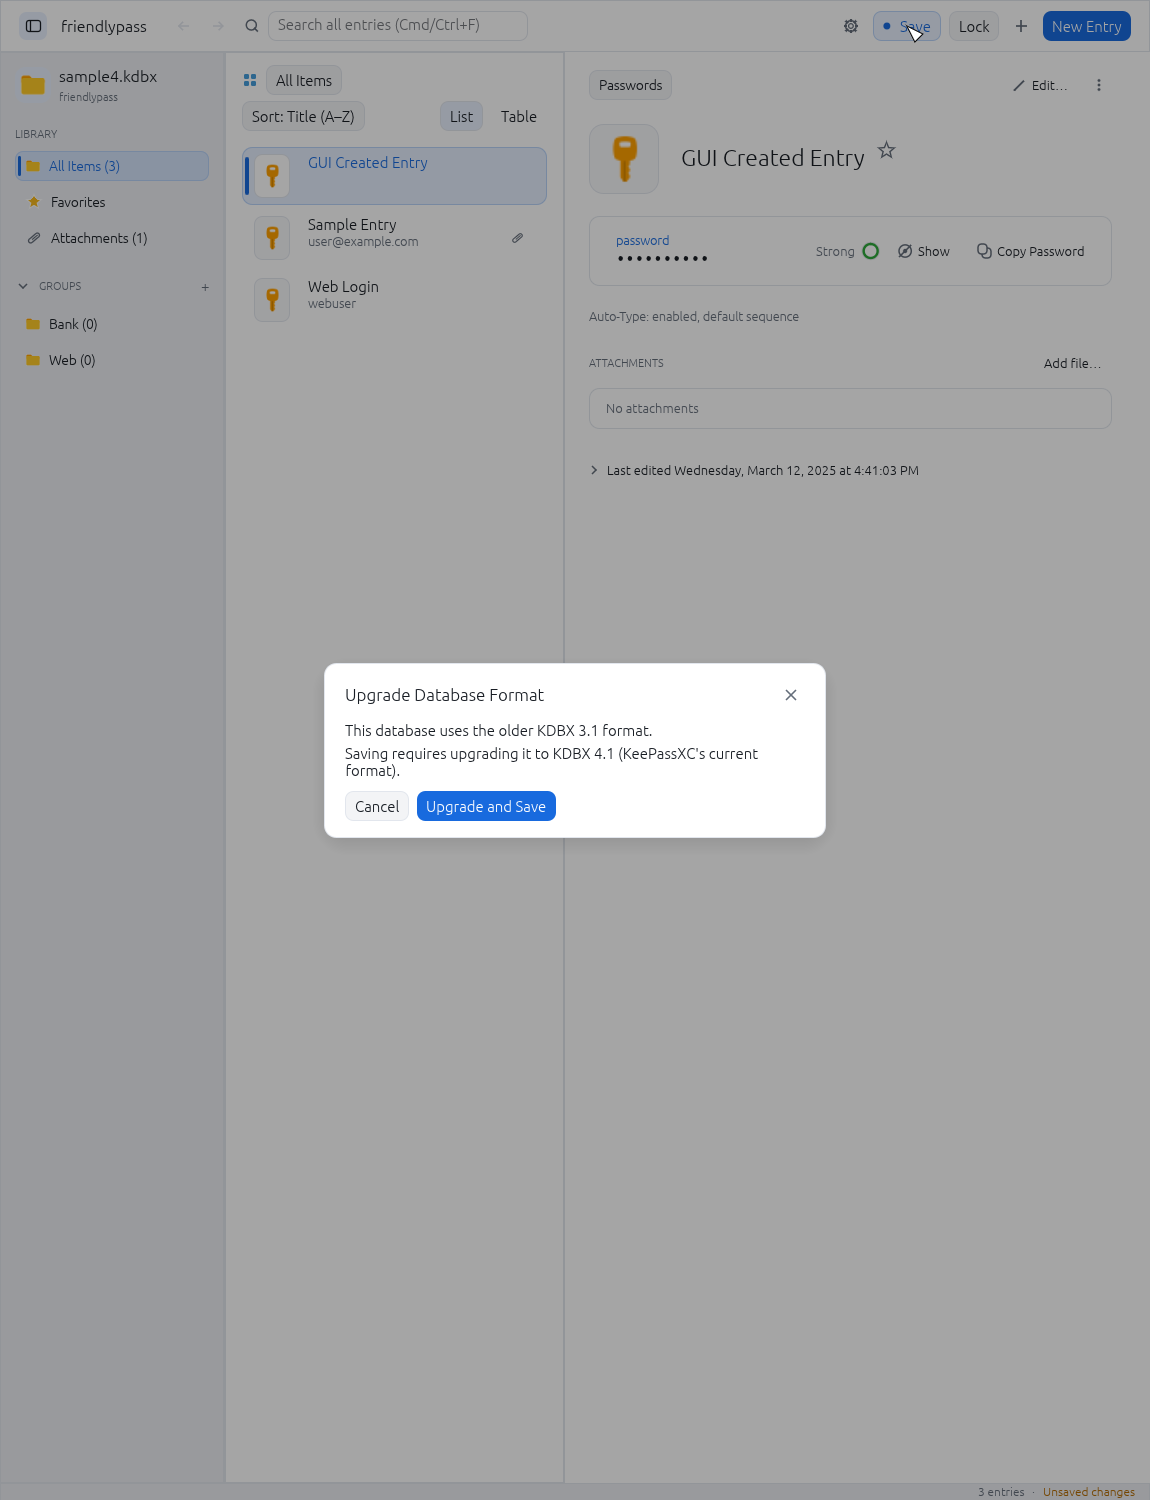 friendlypass
Search all entries (Cmd/Ctrl+F)
Save
Lock
New Entry
sample4.kdbx
friendlypass
LIBRARY
All Items (3)
Favorites
Attachments (1)
GROUPS
+
Bank (0)
Web (0)
All Items
Sort: Title (A–Z)
List
Table
GUI Created Entry
Sample Entry
user@example.com
Web Login
webuser
Passwords
Edit…
GUI Created Entry
password
••••••••••
Strong
Show
Copy Password
Auto-Type: enabled, default sequence
ATTACHMENTS
Add file…
No attachments
Last edited Wednesday, March 12, 2025 at 4:41:03 PM
Upgrade Database Format
This database uses the older KDBX 3.1 format.
Saving requires upgrading it to KDBX 4.1 (KeePassXC's current
format).
Cancel
Upgrade and Save
3 entries · Unsaved changes